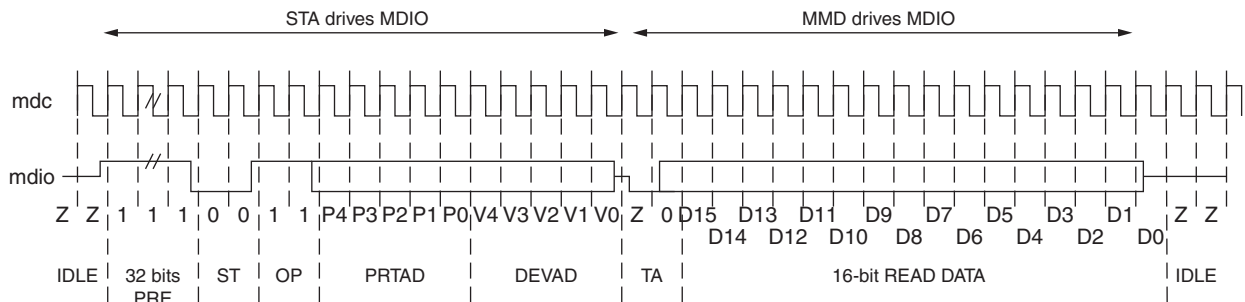 STA drives MDIO MMD drives MDIO
mdc
mdio
Z Z 1 1 1 0 0 1 1 P4 P3 P2 P1 P0 V4 V3 V2 V1 V0 Z 0 D15 D13 D11 D9 D7 D5 D3 D1 Z Z
D14 D12 D10 D8 D6 D4 D2 D0
IDLE 32 bits ST OP PRTAD DEVAD TA 16-bit READ DATA IDLE
PRE